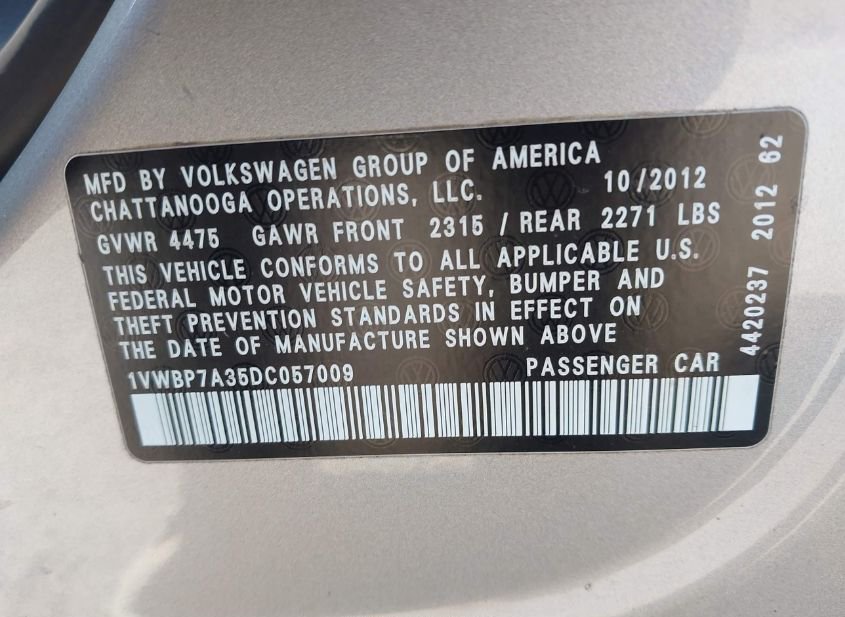 MFD BY VOLKSWAGEN GROUP OF AMERICA
CHATTANOOGA OPERATIONS, LLC. 10/2012
GVWR 4475 GAWR FRONT 2315 / REAR 2271 LBS
THIS VEHICLE CONFORMS TO ALL APPLICABLE U.S.
FEDERAL MOTOR VEHICLE SAFETY, BUMPER AND
THEFT PREVENTION STANDARDS IN EFFECT ON
THE DATE OF MANUFACTURE SHOWN ABOVE
1VWBP7A35DC057009 PASSENGER CAR
4420237 2012 62